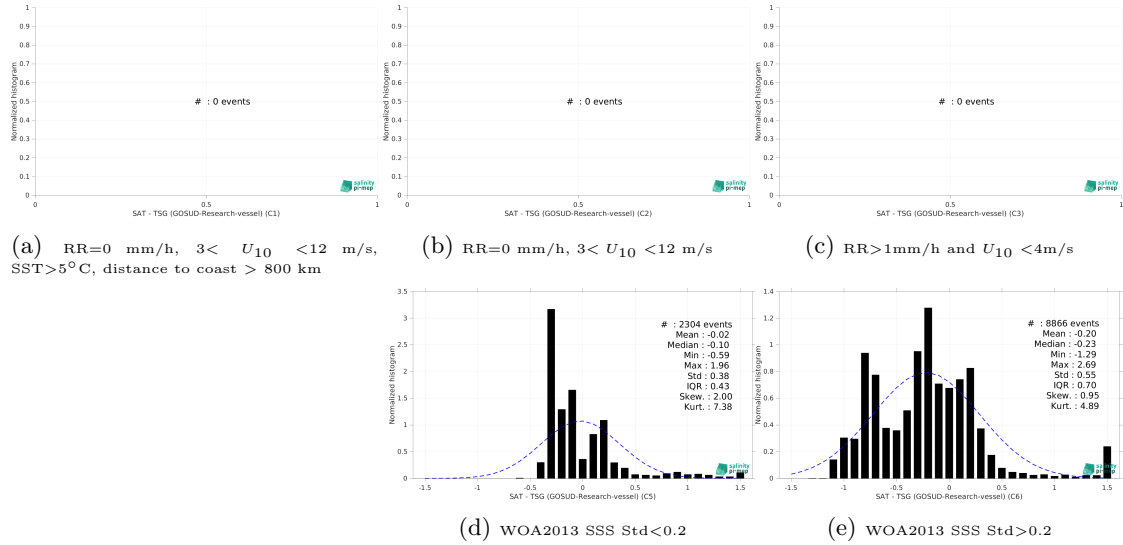 1
0.9
0.8
0.7
0.6
0.5
0.4
0.3
0.2
0.1
0
Normalized histogram
# : 0 events
salinity
pi-mep
0 0.5 1
SAT - TSG (GOSUD-Research-vessel) (C1)
1
0.9
0.8
0.7
0.6
0.5
0.4
0.3
0.2
0.1
0
Normalized histogram
# : 0 events
salinity
pi-mep
0 0.5 1
SAT - TSG (GOSUD-Research-vessel) (C2)
1
0.9
0.8
0.7
0.6
0.5
0.4
0.3
0.2
0.1
0
Normalized histogram
# : 0 events
salinity
pi-mep
0 0.5 1
SAT - TSG (GOSUD-Research-vessel) (C3)
(a) RR=0 mm/h, 3< U10 <12 m/s,
SST>5°C, distance to coast > 800 km
(b) RR=0 mm/h, 3< U10 <12 m/s
(c) RR>1mm/h and U10 <4m/s
3.5
3
2.5
2
1.5
1
0.5
0
Normalized histogram
# : 2304 events
Mean : -0.02
Median : -0.10
Min : -0.59
Max : 1.96
Std : 0.38
IQR : 0.43
Skew. : 2.00
Kurt. : 7.38
salinity
pi-mep
-1.5 -1 -0.5 0 0.5 1 1.5
SAT - TSG (GOSUD-Research-vessel) (C5)
1.4
1.2
1
0.8
0.6
0.4
0.2
0
Normalized histogram
# : 8866 events
Mean : -0.20
Median : -0.23
Min : -1.29
Max : 2.69
Std : 0.55
IQR : 0.70
Skew. : 0.95
Kurt. : 4.89
salinity
pi-mep
-1.5 -1 -0.5 0 0.5 1 1.5
SAT - TSG (GOSUD-Research-vessel) (C6)
(d) WOA2013 SSS Std<0.2
(e) WOA2013 SSS Std>0.2